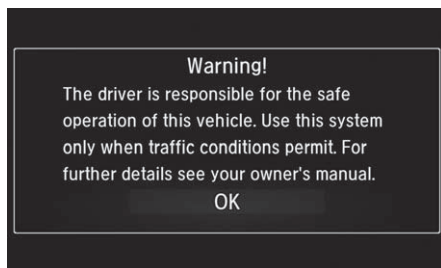 Warning!
The driver is responsible for the safe
operation of this vehicle. Use this system
only when traffic conditions permit. For
further details see your owner's manual.
OK